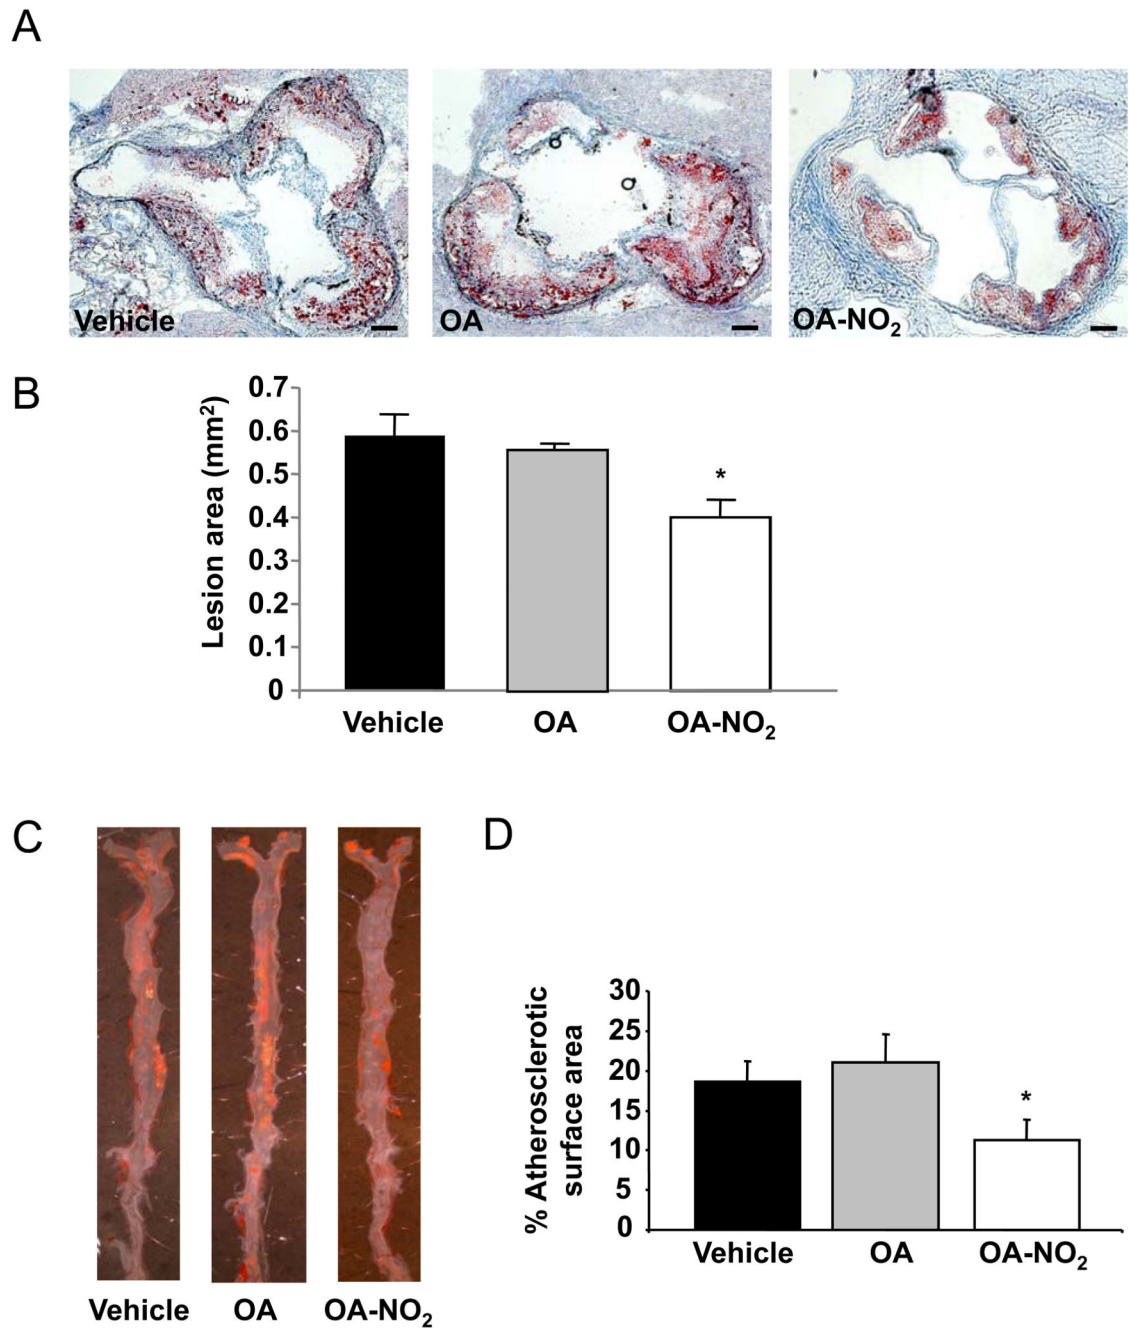 A
Vehicle
OA
OA-NO₂
B
Lesion area (mm²)
0.7
0.6
0.5
0.4
0.3
0.2
0.1
0
*
Vehicle
OA
OA-NO₂
C
Vehicle
OA
OA-NO₂
D
% Atherosclerotic
surface area
30
25
20
15
10
5
0
*
Vehicle
OA
OA-NO₂